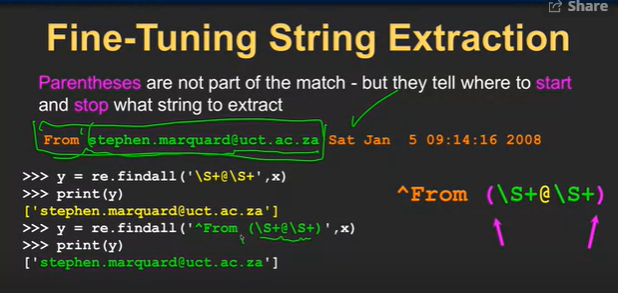 Share
Fine-Tuning String Extraction
Parentheses are not part of the match - but they tell where to start
and stop what string to extract
From stephen.marquard@uct.ac.za Sat Jan  5 09:14:16 2008
>>> y = re.findall('\S+@\S+',x)
>>> print(y)
['stephen.marquard@uct.ac.za']
>>> y = re.findall('^From (\S+@\S+)',x)
>>> print(y)
['stephen.marquard@uct.ac.za']
^From (\S+@\S+)